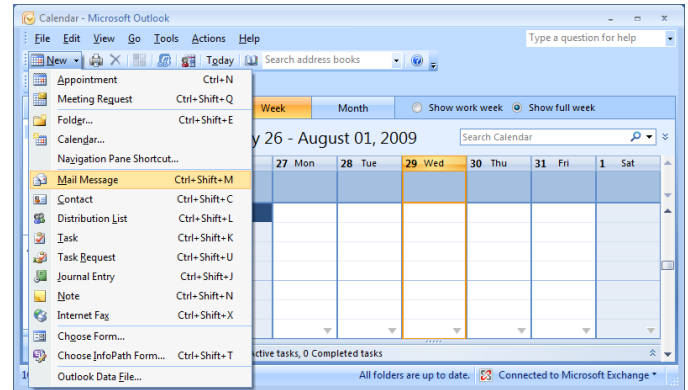 Calendar - Microsoft Outlook
File Edit View Go Tools Actions Help
Type a question for help
New Today Search address books
Appointment Ctrl+N
Meeting Request Ctrl+Shift+Q
Folder... Ctrl+Shift+E
Calendar...
Navigation Pane Shortcut...
Mail Message Ctrl+Shift+M
Contact Ctrl+Shift+C
Distribution List Ctrl+Shift+L
Task Ctrl+Shift+K
Task Request Ctrl+Shift+U
Journal Entry Ctrl+Shift+J
Note Ctrl+Shift+N
Internet Fax Ctrl+Shift+X
Choose Form...
Choose InfoPath Form... Ctrl+Shift+T
Outlook Data File...
Week Month Show work week Show full week
26 - August 01, 2009 Search Calendar
27 Mon 28 Tue 29 Wed 30 Thu 31 Fri 1 Sat
Active tasks, 0 Completed tasks
All folders are up to date. Connected to Microsoft Exchange